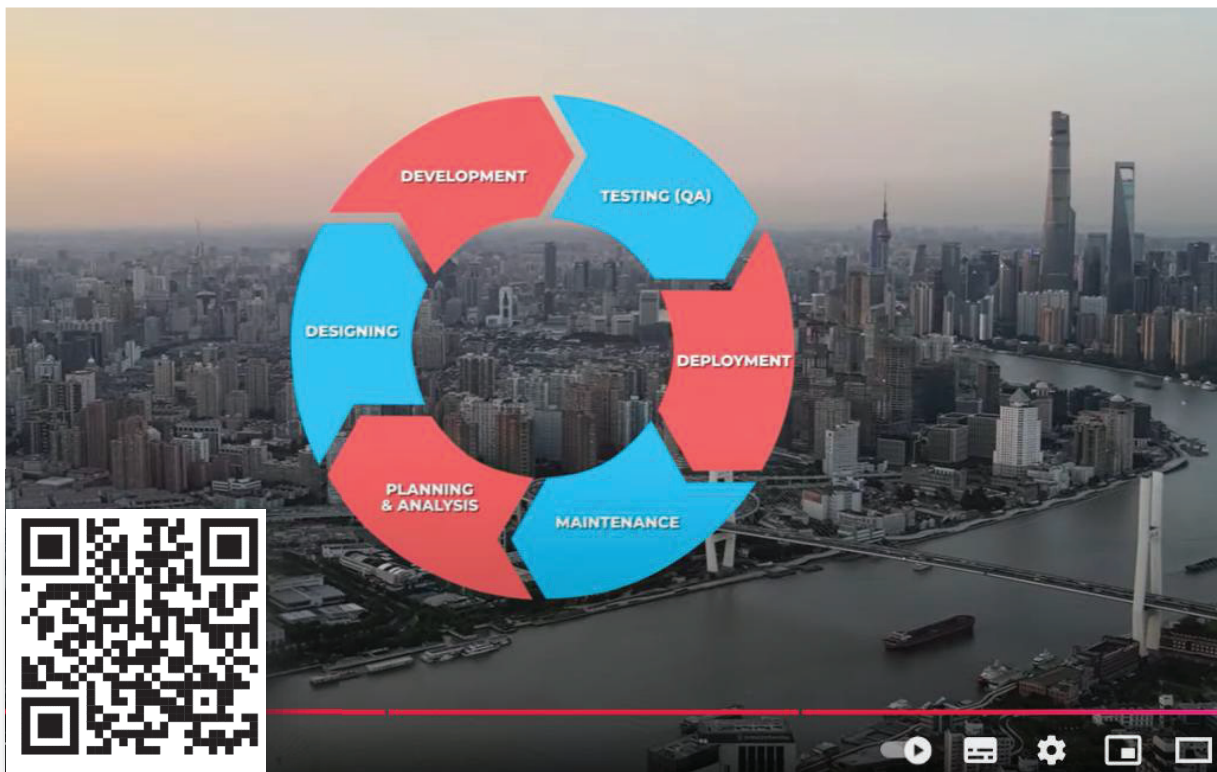 DEVELOPMENT
TESTING (QA)
DESIGNING
DEPLOYMENT
PLANNING
& ANALYSIS
MAINTENANCE